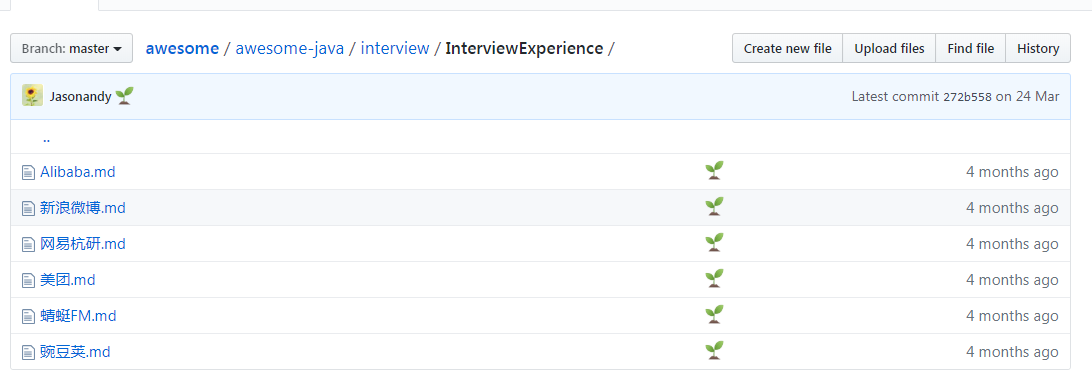 Branch: master awesome / awesome-java / interview / InterviewExperience / Create new file Upload files Find file History
Jasonandy Latest commit 272b558 on 24 Mar
..
Alibaba.md 4 months ago
新浪微博.md 4 months ago
网易杭研.md 4 months ago
美团.md 4 months ago
蜻蜓FM.md 4 months ago
豌豆荚.md 4 months ago